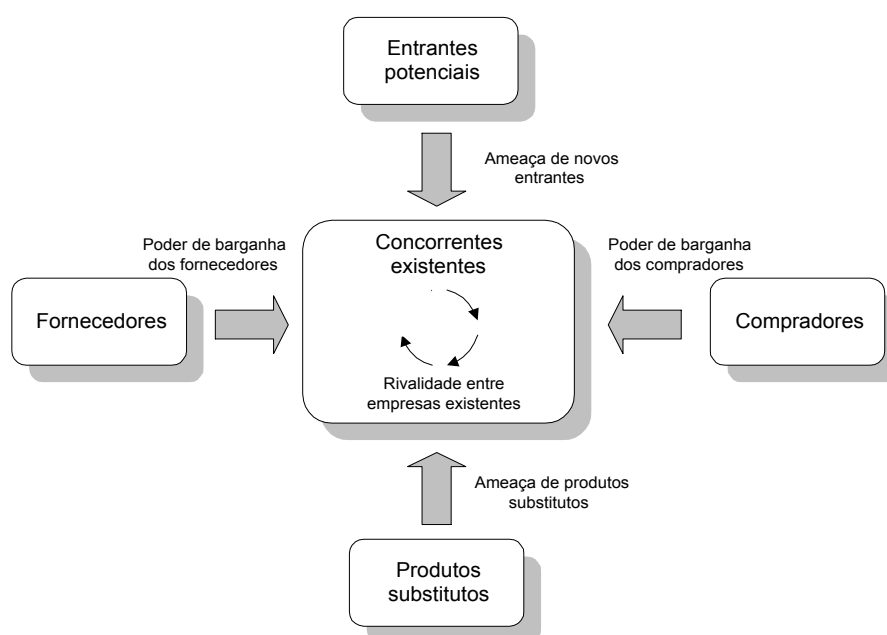 Entrantes
potenciais
Ameaça de novos
entrantes
Poder de barganha
dos fornecedores
Concorrentes
existentes
Poder de barganha
dos compradores
Fornecedores
Compradores
Rivalidade entre
empresas existentes
Ameaça de produtos
substitutos
Produtos
substitutos